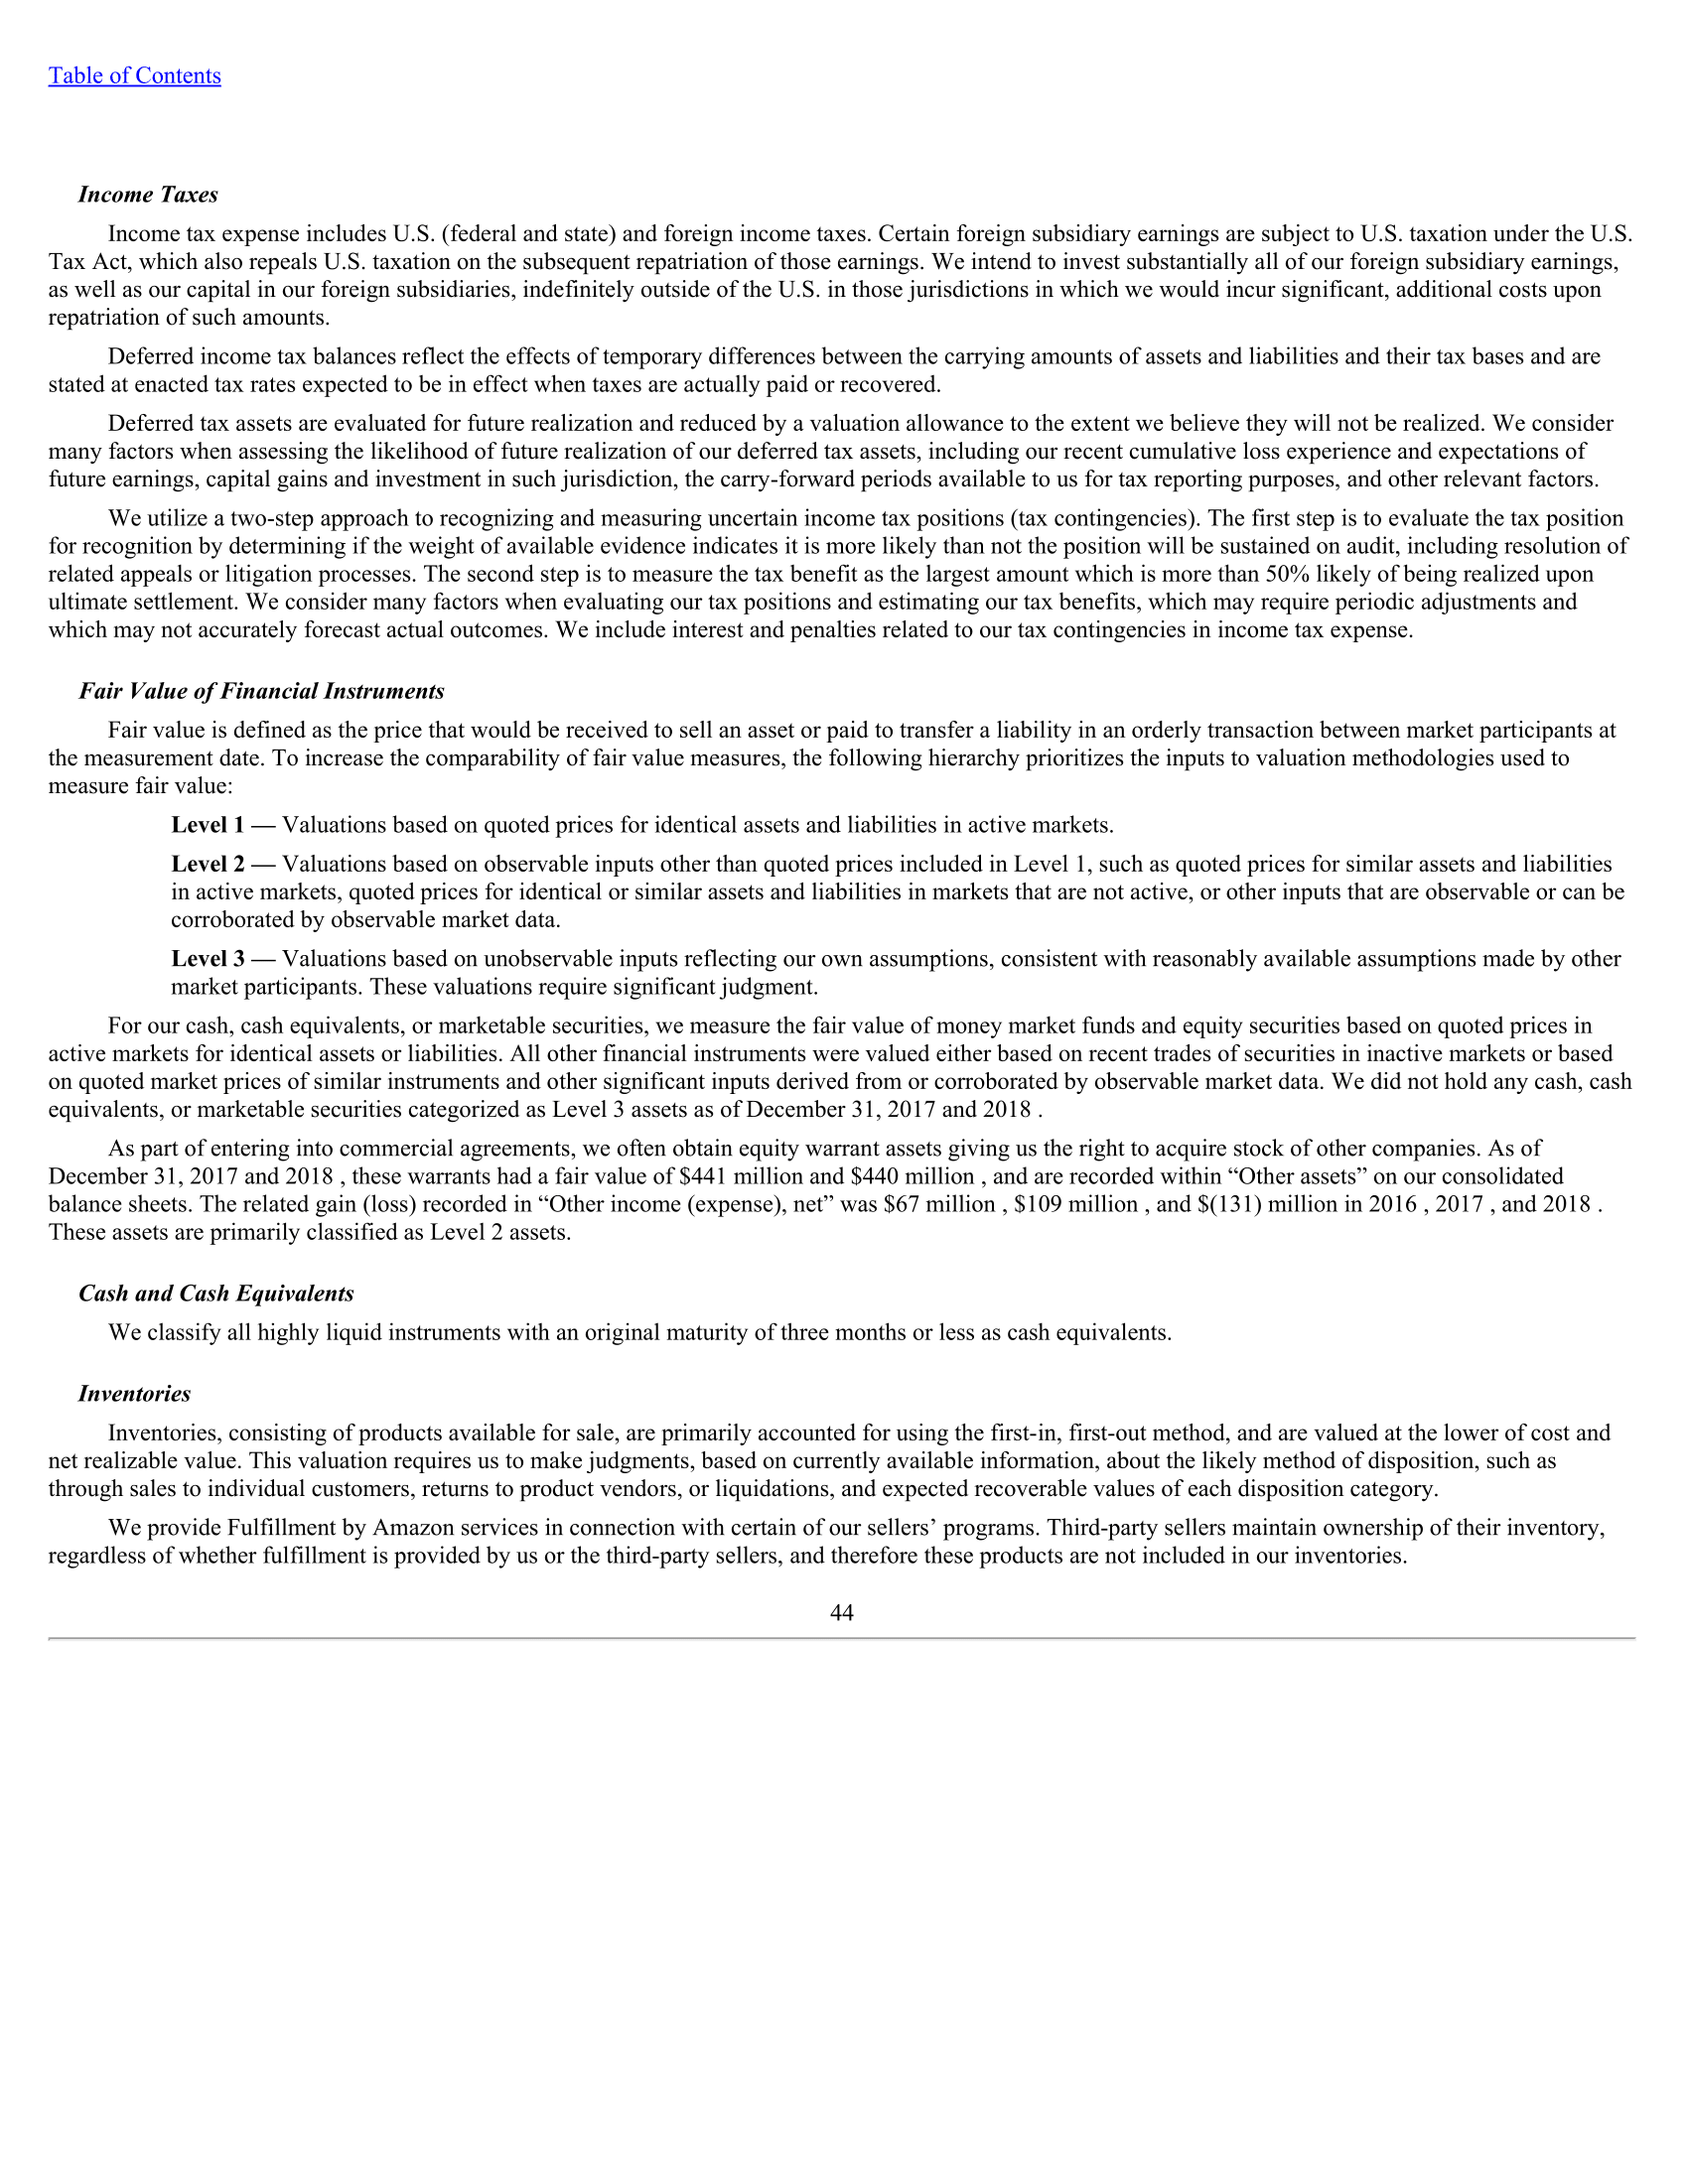 Table of Contents
Income Taxes
Income tax expense includes U.S. (federal and state) and foreign income taxes. Certain foreign subsidiary earnings are subject to U.S. taxation under the U.S.
Tax Act, which also repeals U.S. taxation on the subsequent repatriation of those earnings. We intend to invest substantially all of our foreign subsidiary earnings,
as well as our capital in our foreign subsidiaries, indefinitely outside of the U.S. in those jurisdictions in which we would incur significant, additional costs upon
repatriation of such amounts.
Deferred income tax balances reflect the effects of temporary differences between the carrying amounts of assets and liabilities and their tax bases and are
stated at enacted tax rates expected to be in effect when taxes are actually paid or recovered.
Deferred tax assets are evaluated for future realization and reduced by a valuation allowance to the extent we believe they will not be realized. We consider
many factors when assessing the likelihood of future realization of our deferred tax assets, including our recent cumulative loss experience and expectations of
future earnings, capital gains and investment in such jurisdiction, the carry-forward periods available to us for tax reporting purposes, and other relevant factors.
We utilize a two-step approach to recognizing and measuring uncertain income tax positions (tax contingencies). The first step is to evaluate the tax position
for recognition by determining if the weight of available evidence indicates it is more likely than not the position will be sustained on audit, including resolution of
related appeals or litigation processes. The second step is to measure the tax benefit as the largest amount which is more than 50% likely of being realized upon
ultimate settlement. We consider many factors when evaluating our tax positions and estimating our tax benefits, which may require periodic adjustments and
which may not accurately forecast actual outcomes. We include interest and penalties related to our tax contingencies in income tax expense.
Fair Value of Financial Instruments
Fair value is defined as the price that would be received to sell an asset or paid to transfer a liability in an orderly transaction between market participants at
the measurement date. To increase the comparability of fair value measures, the following hierarchy prioritizes the inputs to valuation methodologies used to
measure fair value:
Level 1 — Valuations based on quoted prices for identical assets and liabilities in active markets.
Level 2 — Valuations based on observable inputs other than quoted prices included in Level 1, such as quoted prices for similar assets and liabilities
in active markets, quoted prices for identical or similar assets and liabilities in markets that are not active, or other inputs that are observable or can be
corroborated by observable market data.
Level 3 — Valuations based on unobservable inputs reflecting our own assumptions, consistent with reasonably available assumptions made by other
market participants. These valuations require significant judgment.
For our cash, cash equivalents, or marketable securities, we measure the fair value of money market funds and equity securities based on quoted prices in
active markets for identical assets or liabilities. All other financial instruments were valued either based on recent trades of securities in inactive markets or based
on quoted market prices of similar instruments and other significant inputs derived from or corroborated by observable market data. We did not hold any cash, cash
equivalents, or marketable securities categorized as Level 3 assets as of December 31, 2017 and 2018 .
As part of entering into commercial agreements, we often obtain equity warrant assets giving us the right to acquire stock of other companies. As of
December 31, 2017 and 2018 , these warrants had a fair value of $441 million and $440 million , and are recorded within “Other assets” on our consolidated
balance sheets. The related gain (loss) recorded in “Other income (expense), net” was $67 million , $109 million , and $(131) million in 2016 , 2017 , and 2018 .
These assets are primarily classified as Level 2 assets.
Cash and Cash Equivalents
We classify all highly liquid instruments with an original maturity of three months or less as cash equivalents.
Inventories
Inventories, consisting of products available for sale, are primarily accounted for using the first-in, first-out method, and are valued at the lower of cost and
net realizable value. This valuation requires us to make judgments, based on currently available information, about the likely method of disposition, such as
through sales to individual customers, returns to product vendors, or liquidations, and expected recoverable values of each disposition category.
We provide Fulfillment by Amazon services in connection with certain of our sellers’ programs. Third-party sellers maintain ownership of their inventory,
regardless of whether fulfillment is provided by us or the third-party sellers, and therefore these products are not included in our inventories.
44